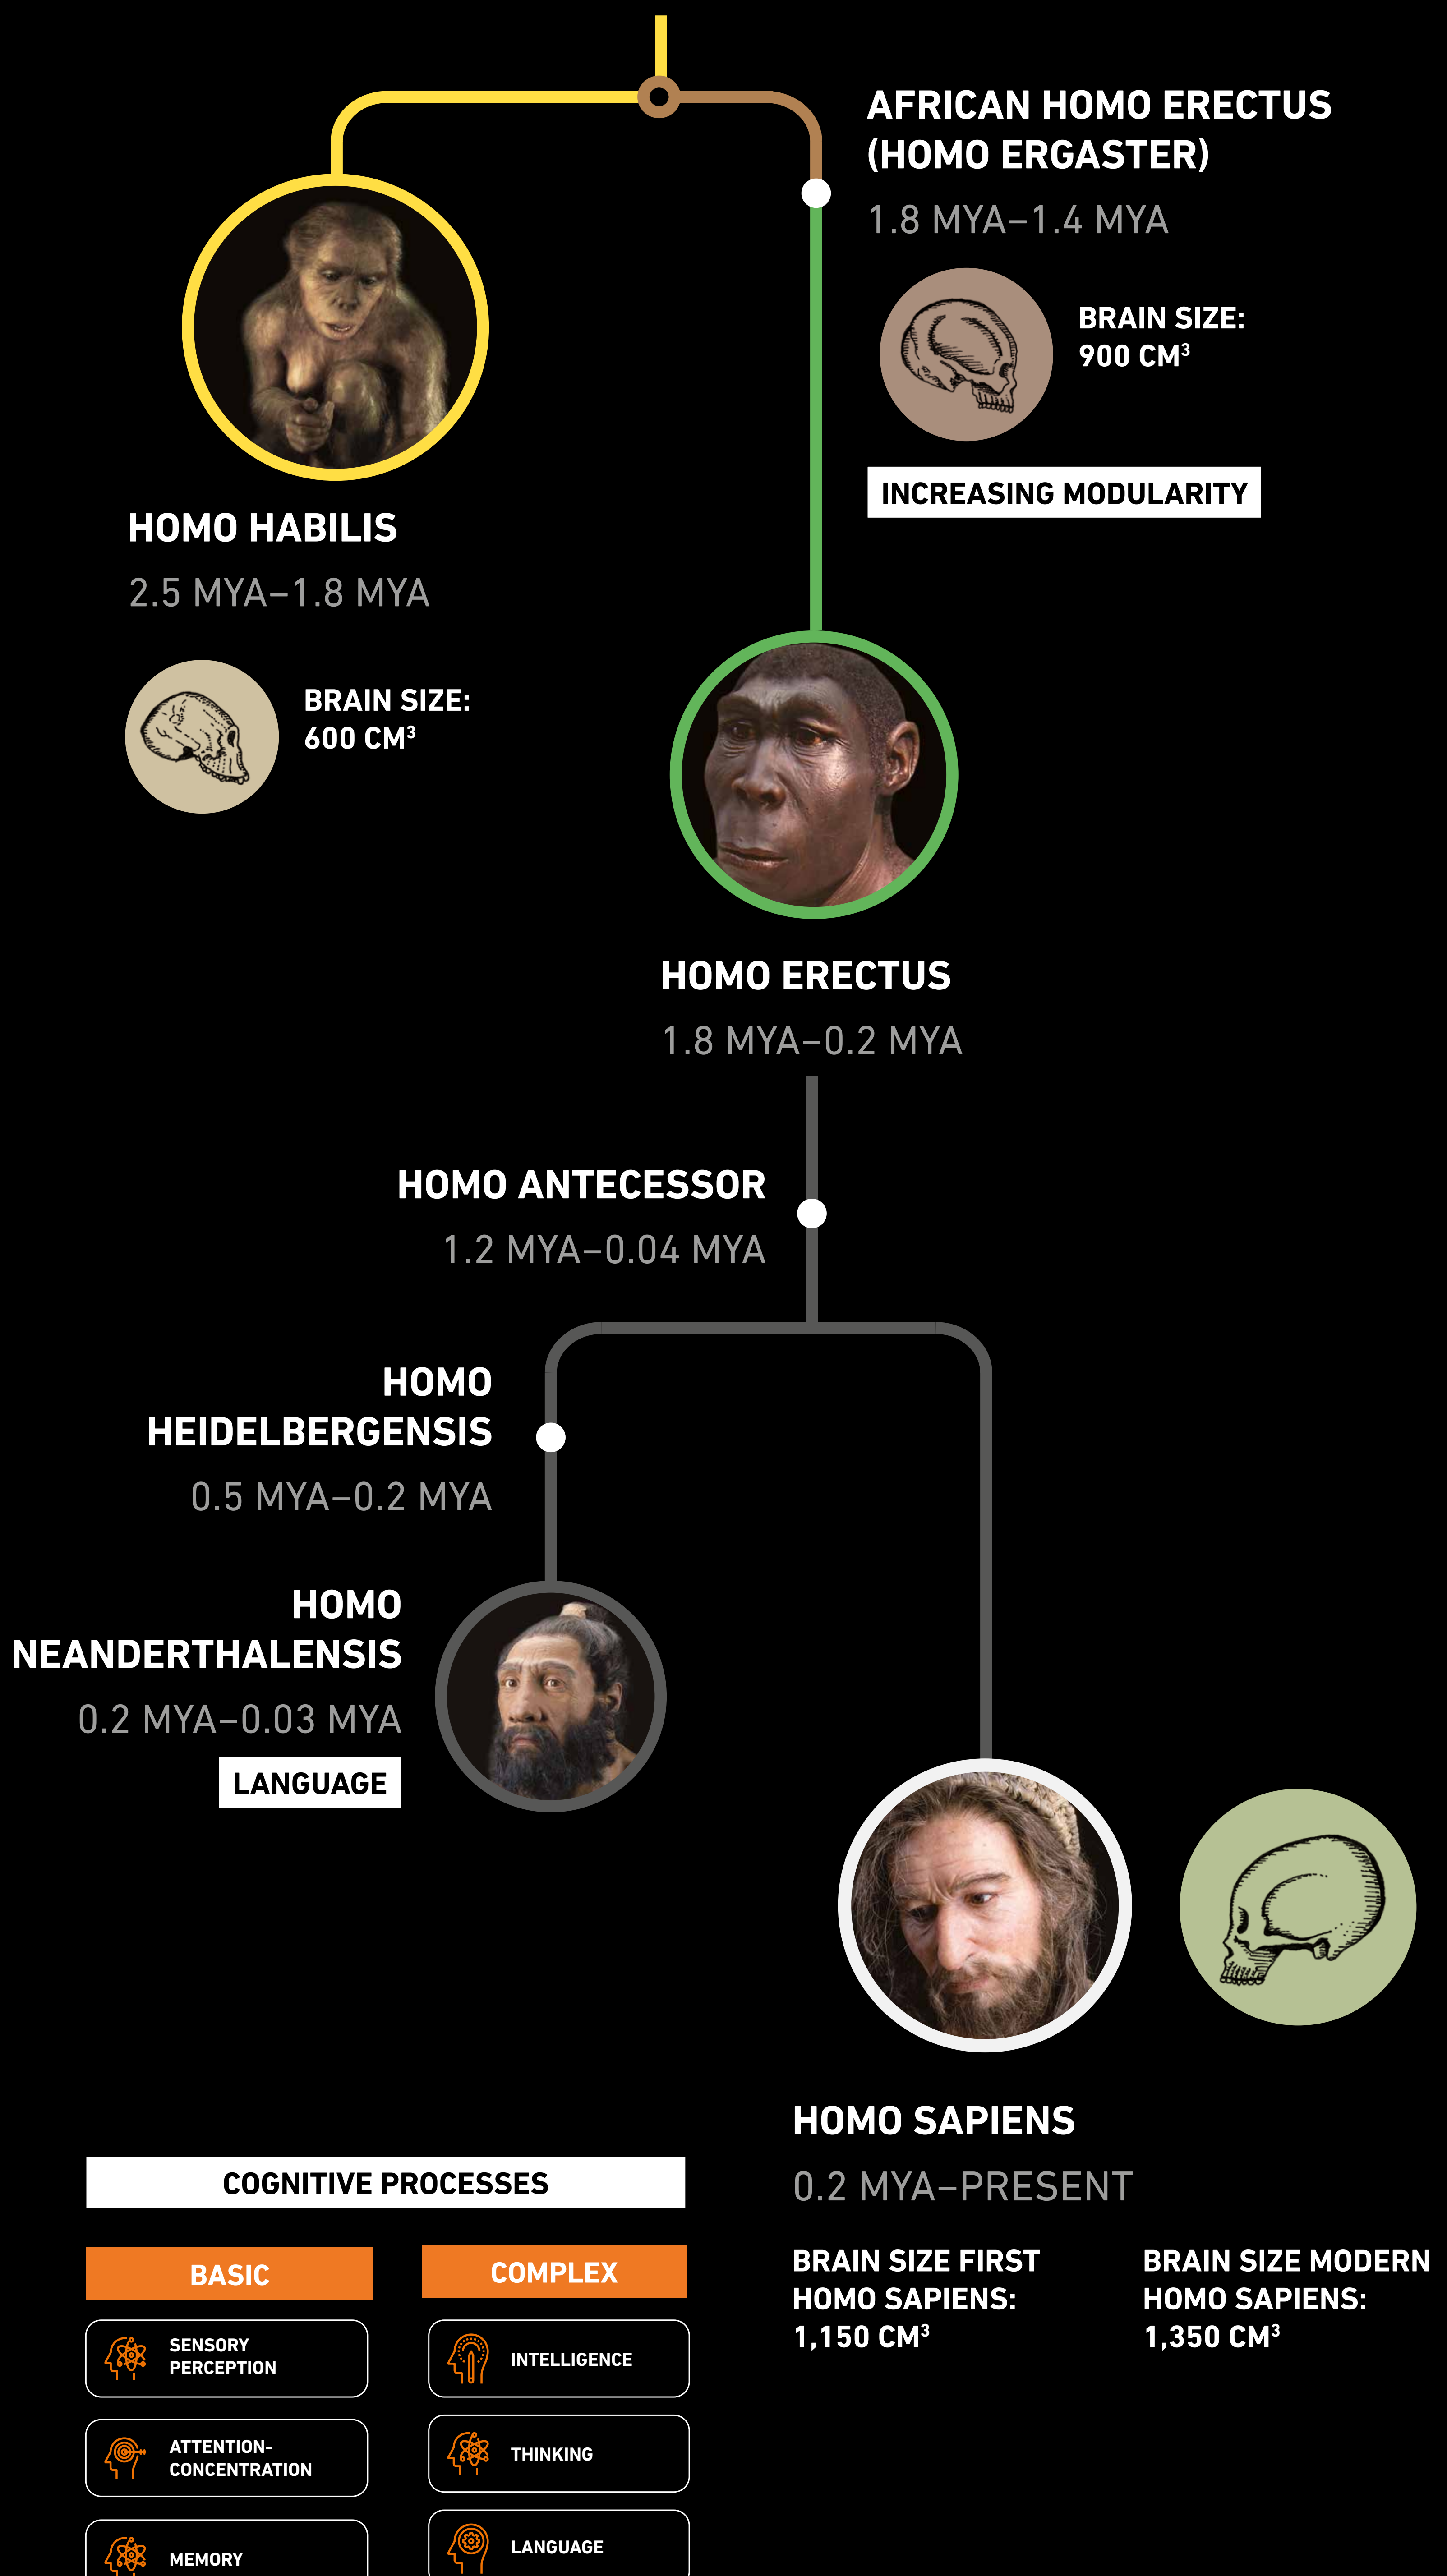 AFRICAN HOMO ERECTUS
(HOMO ERGASTER)
1.8 MYA–1.4 MYA
BRAIN SIZE:
900 CM³
INCREASING MODULARITY
HOMO HABILIS
2.5 MYA–1.8 MYA
BRAIN SIZE:
600 CM³
HOMO ERECTUS
1.8 MYA–0.2 MYA
HOMO ANTECESSOR
1.2 MYA–0.04 MYA
HOMO
HEIDELBERGENSIS
0.5 MYA–0.2 MYA
HOMO
NEANDERTHALENSIS
0.2 MYA–0.03 MYA
LANGUAGE
HOMO SAPIENS
0.2 MYA–PRESENT
BRAIN SIZE FIRST
HOMO SAPIENS:
1,150 CM³
BRAIN SIZE MODERN
HOMO SAPIENS:
1,350 CM³
COGNITIVE PROCESSES
BASIC
SENSORY
PERCEPTION
ATTENTION-
CONCENTRATION
MEMORY
COMPLEX
INTELLIGENCE
THINKING
LANGUAGE